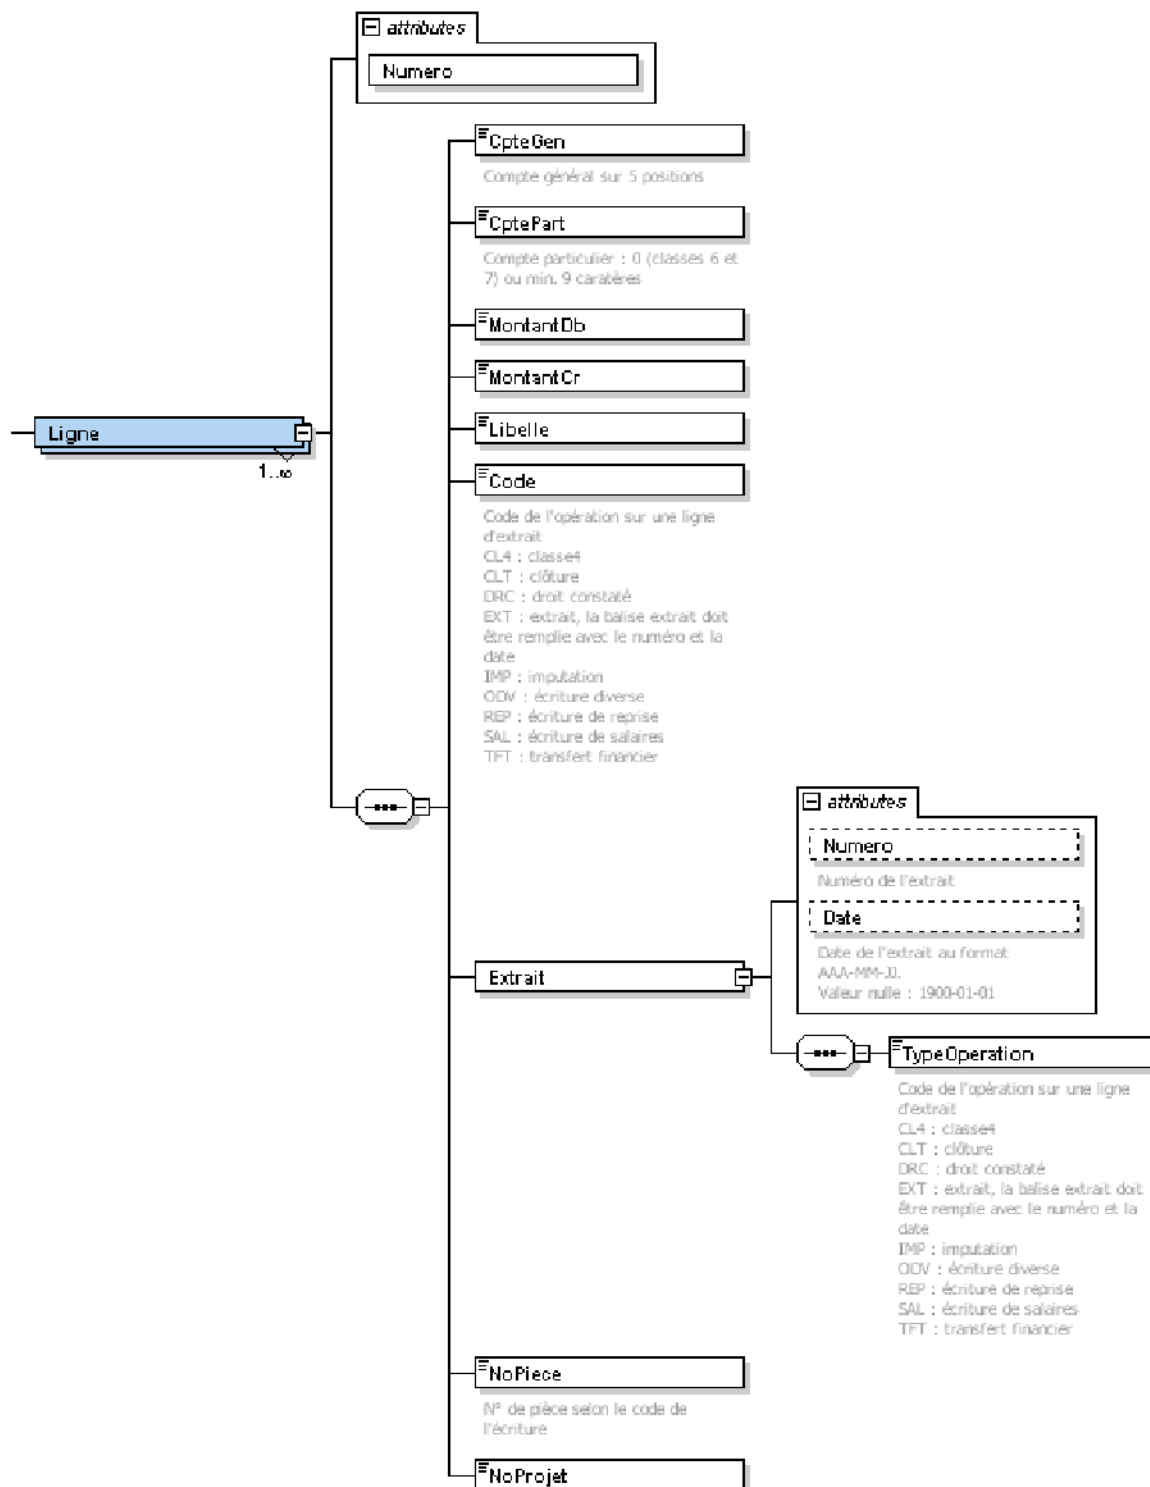 attributes
Numero
CpteGen
Compte général sur 5 positions
CptePart
Compte particulier : 0 (classes 6 et
7) ou min. 9 caratères
MontantDb
MontantCr
Ligne
1..∞
Libelle
Code
Code de l'opération sur une ligne
d'extrait
CL4 : classe4
CLT : clôture
DRC : droit constaté
EXT : extrait, la balise extrait doit
être remplie avec le numéro et la
date
IMP : imputation
ODV : écriture diverse
REP : écriture de reprise
SAL : écriture de salaires
TFT : transfert financier
attributes
Numero
Numéro de l'extrait
Date
Date de l'extrait au format
AAA-MM-JJ.
Valeur nulle : 1900-01-01
Extrait
TypeOperation
Code de l'opération sur une ligne
d'extrait
CL4 : classe4
CLT : clôture
DRC : droit constaté
EXT : extrait, la balise extrait doit
être remplie avec le numéro et la
date
IMP : imputation
ODV : écriture diverse
REP : écriture de reprise
SAL : écriture de salaires
TFT : transfert financier
NoPiece
N° de pièce selon le code de
l'écriture
NoProjet